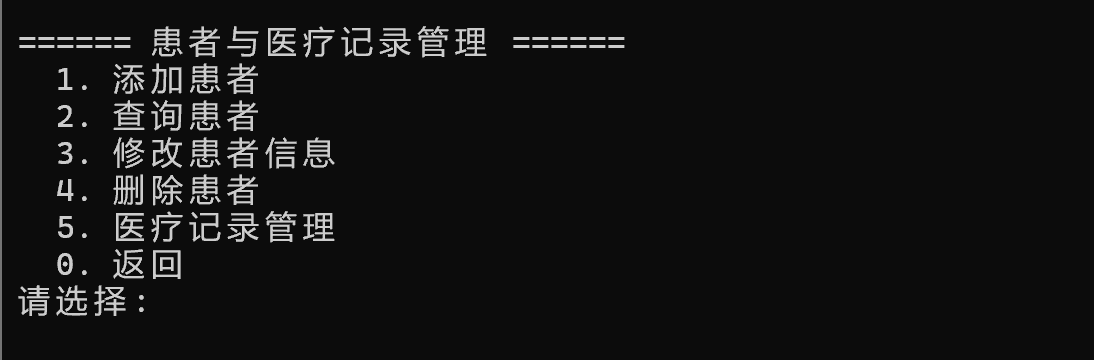 ====== 患者与医疗记录管理 ======
1. 添加患者
2. 查询患者
3. 修改患者信息
4. 删除患者
5. 医疗记录管理
0. 返回
请选择: